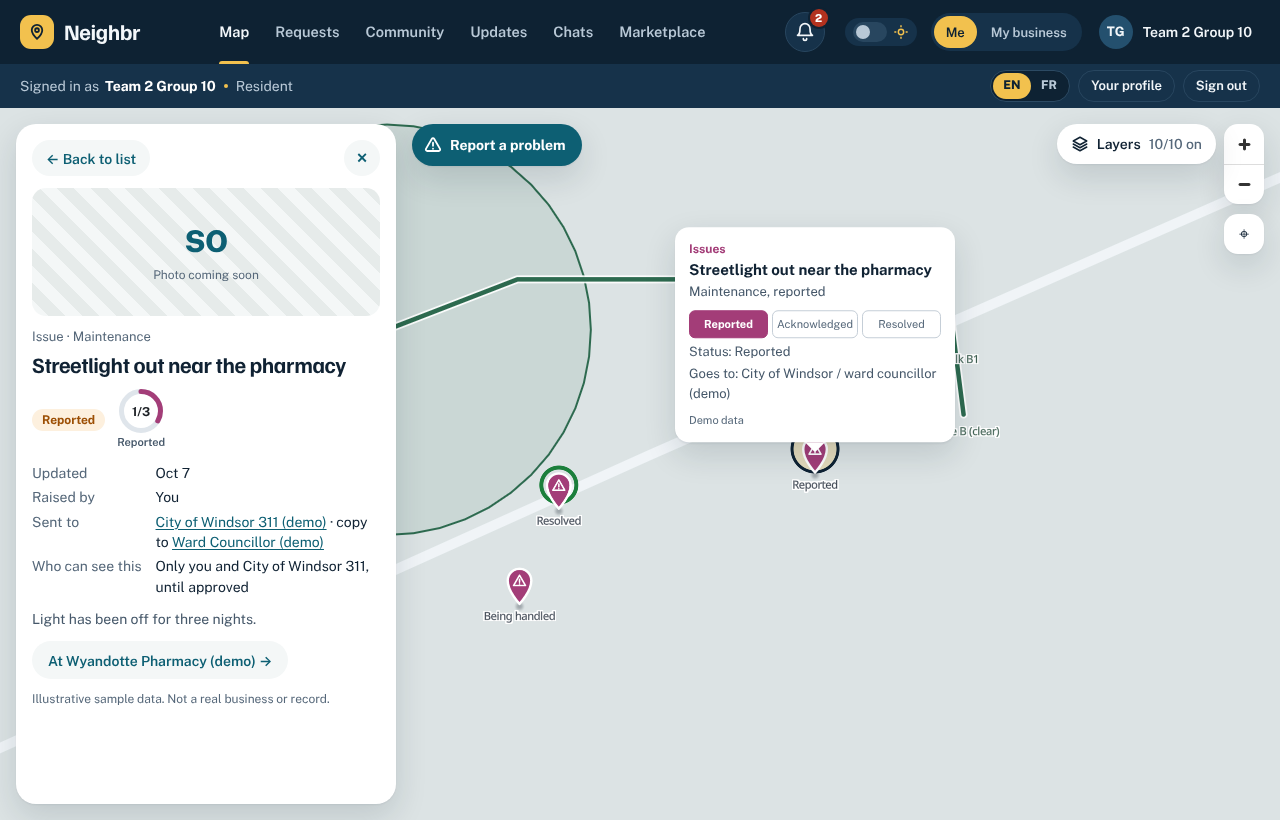 Neighbr
Map
Requests
Community
Updates
Chats
Marketplace
2
Me
My business
TG
Team 2 Group 10
Signed in as Team 2 Group 10 • Resident
EN
FR
Your profile
Sign out
← Back to list
×
SO
Photo coming soon
Issue · Maintenance
Streetlight out near the pharmacy
Reported
1/3
Reported
Updated Oct 7
Raised by You
Sent to City of Windsor 311 (demo) · copy
to Ward Councillor (demo)
Who can see this Only you and City of Windsor 311,
until approved
Light has been off for three nights.
At Wyandotte Pharmacy (demo) →
Illustrative sample data. Not a real business or record.
Report a problem
Layers 10/10 on
+
−
Issues
Streetlight out near the pharmacy
Maintenance, reported
Reported
Acknowledged
Resolved
Status: Reported
Goes to: City of Windsor / ward councillor
(demo)
Demo data
B1
B (clear)
Reported
Resolved
Being handled